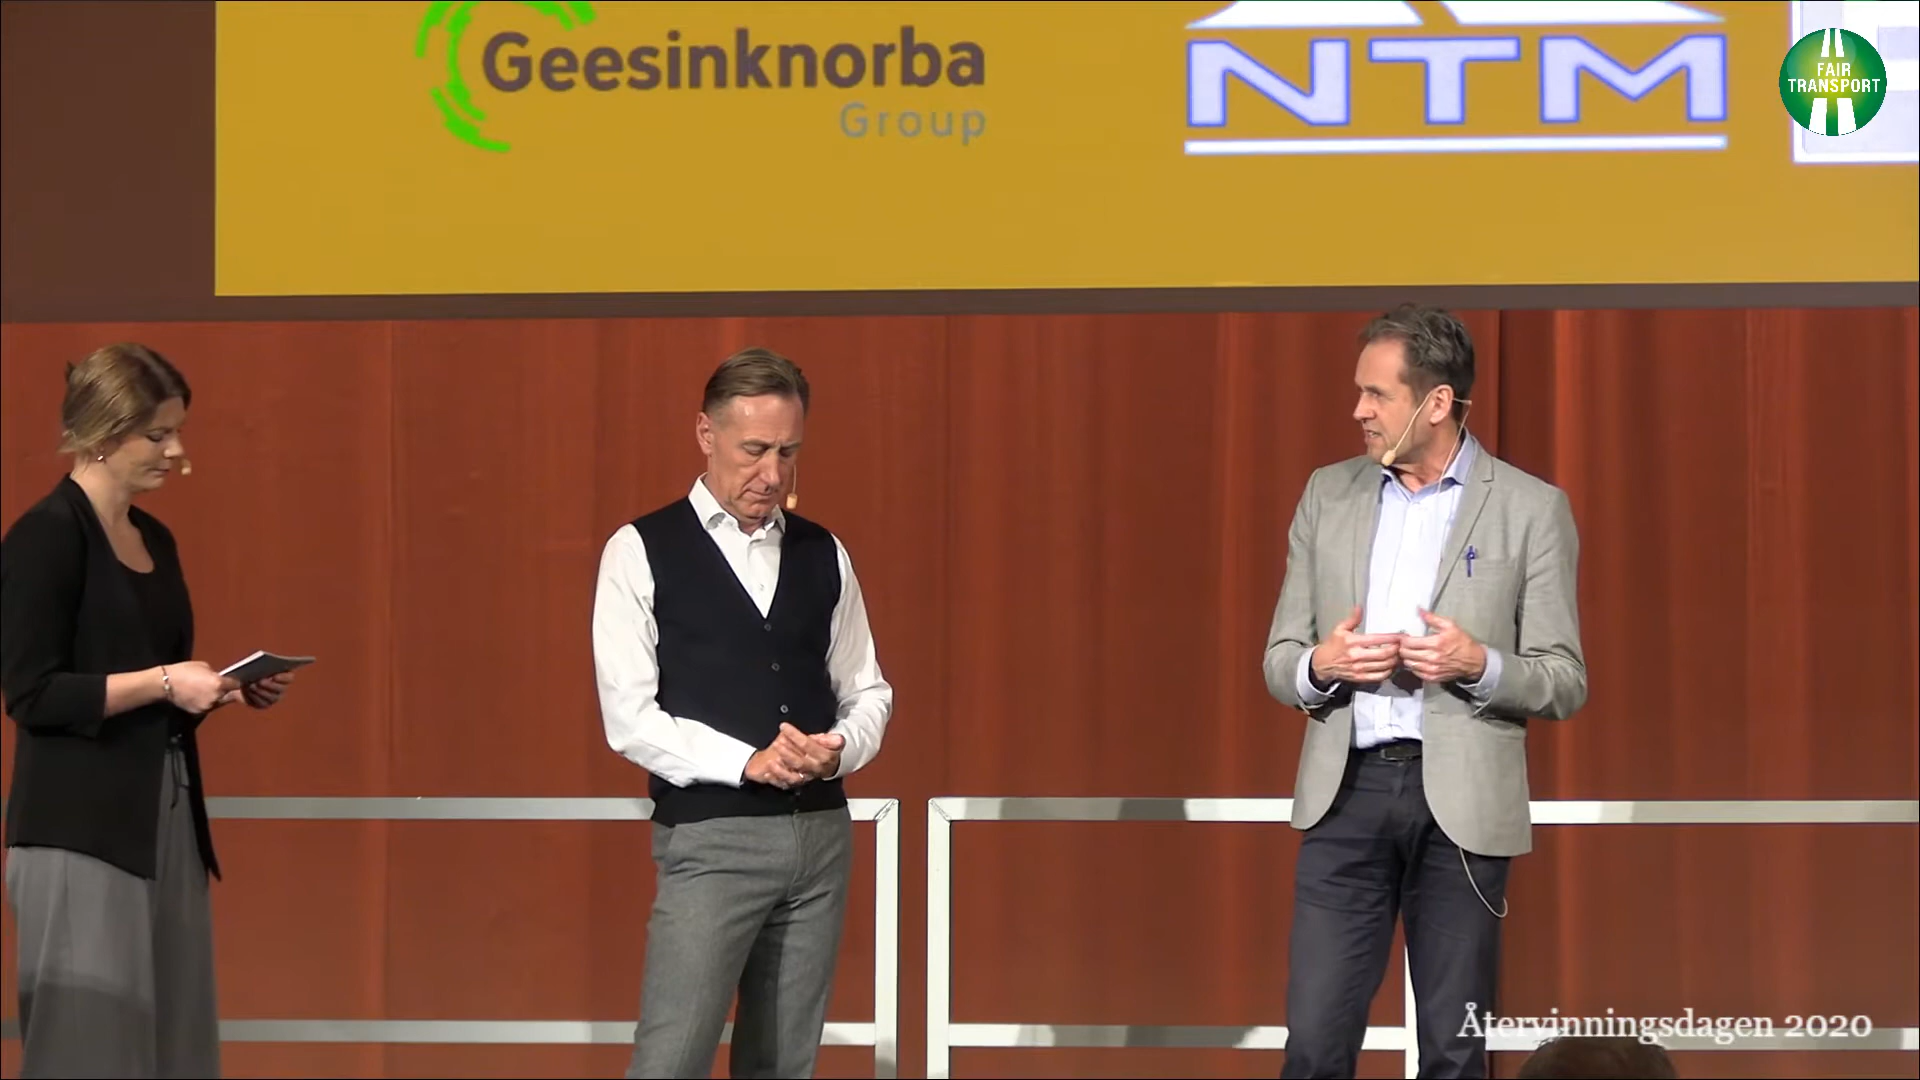 Geesinknorba
Group
NTM
FAIR
TRANSPORT
Återvinningsdagen 2020